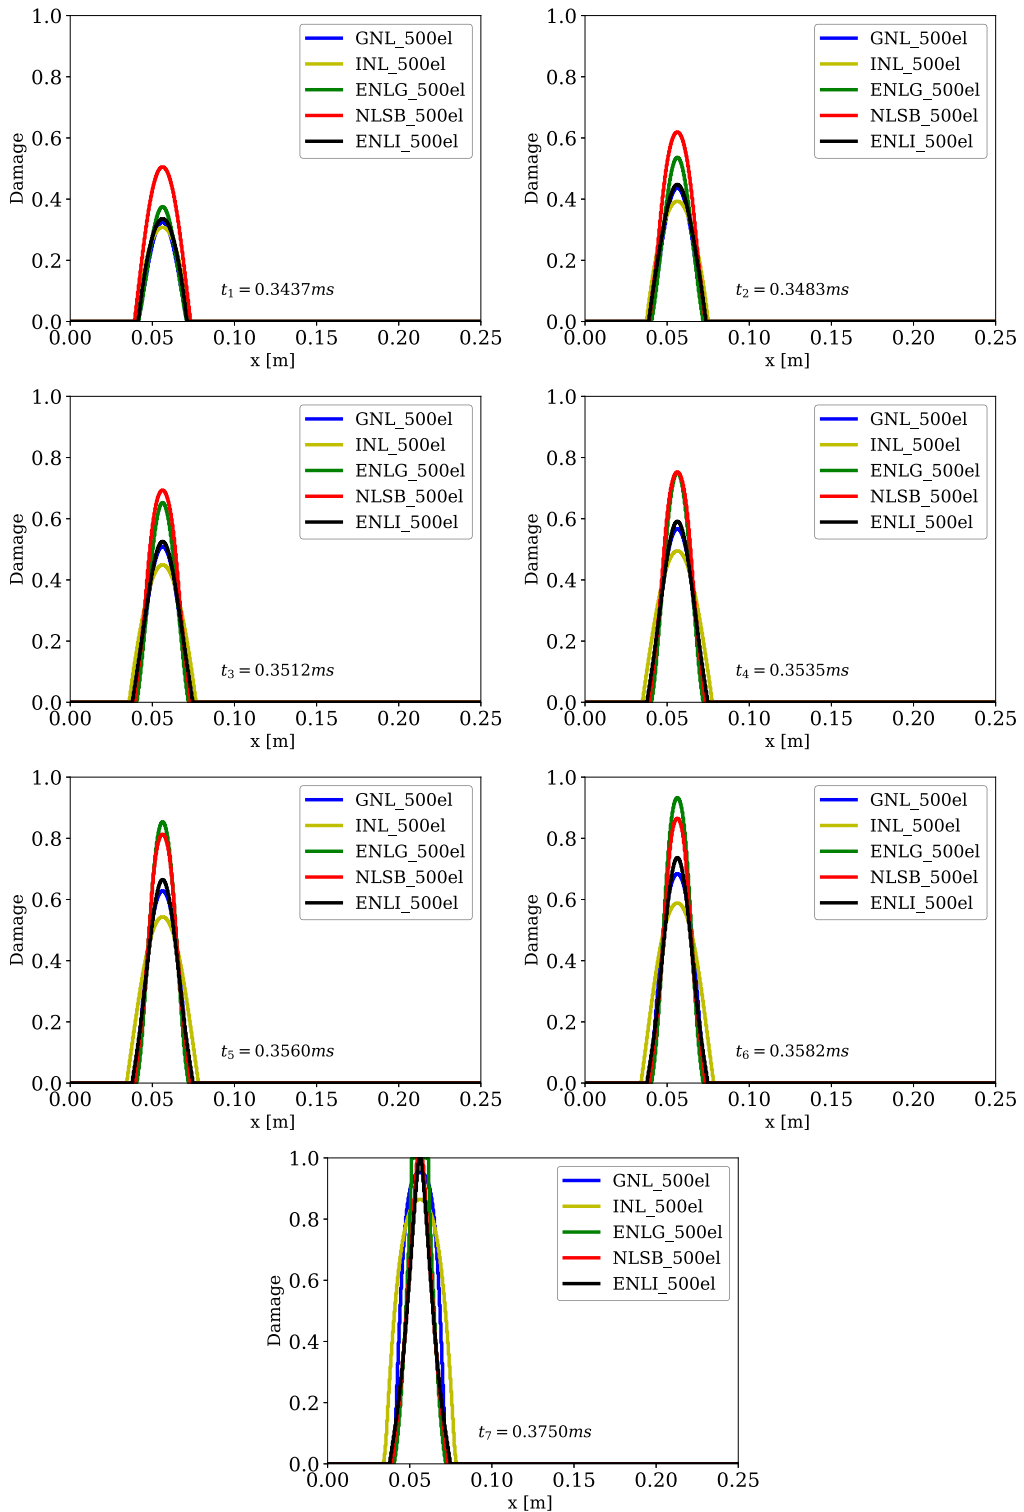 1.0
0.8
0.6
0.4
0.2
0.0
Damage
GNL_500el
INL_500el
ENLG_500el
NLSB_500el
ENLI_500el
t1 = 0.3437ms
0.00 0.05 0.10 0.15 0.20 0.25
x [m]
1.0
0.8
0.6
0.4
0.2
0.0
Damage
GNL_500el
INL_500el
ENLG_500el
NLSB_500el
ENLI_500el
t2 = 0.3483ms
0.00 0.05 0.10 0.15 0.20 0.25
x [m]
1.0
0.8
0.6
0.4
0.2
0.0
Damage
GNL_500el
INL_500el
ENLG_500el
NLSB_500el
ENLI_500el
t3 = 0.3512ms
0.00 0.05 0.10 0.15 0.20 0.25
x [m]
1.0
0.8
0.6
0.4
0.2
0.0
Damage
GNL_500el
INL_500el
ENLG_500el
NLSB_500el
ENLI_500el
t4 = 0.3535ms
0.00 0.05 0.10 0.15 0.20 0.25
x [m]
1.0
0.8
0.6
0.4
0.2
0.0
Damage
GNL_500el
INL_500el
ENLG_500el
NLSB_500el
ENLI_500el
t5 = 0.3560ms
0.00 0.05 0.10 0.15 0.20 0.25
x [m]
1.0
0.8
0.6
0.4
0.2
0.0
Damage
GNL_500el
INL_500el
ENLG_500el
NLSB_500el
ENLI_500el
t6 = 0.3582ms
0.00 0.05 0.10 0.15 0.20 0.25
x [m]
1.0
0.8
0.6
0.4
0.2
0.0
Damage
GNL_500el
INL_500el
ENLG_500el
NLSB_500el
ENLI_500el
t7 = 0.3750ms
0.00 0.05 0.10 0.15 0.20 0.25
x [m]